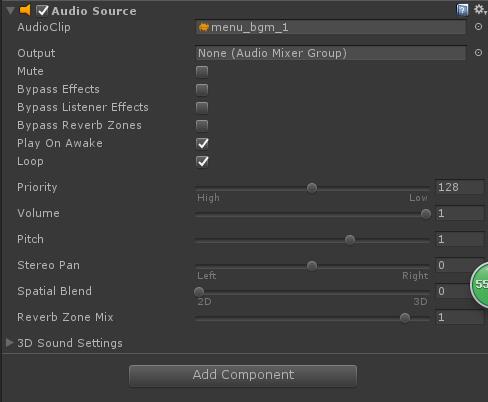 Audio Source
AudioClip menu_bgm_1
Output None (Audio Mixer Group)
Mute
Bypass Effects
Bypass Listener Effects
Bypass Reverb Zones
Play On Awake
Loop
Priority 128
High Low
Volume 1
Pitch 1
Stereo Pan 0
Left Right
Spatial Blend 0
2D 3D
Reverb Zone Mix 1
3D Sound Settings
Add Component